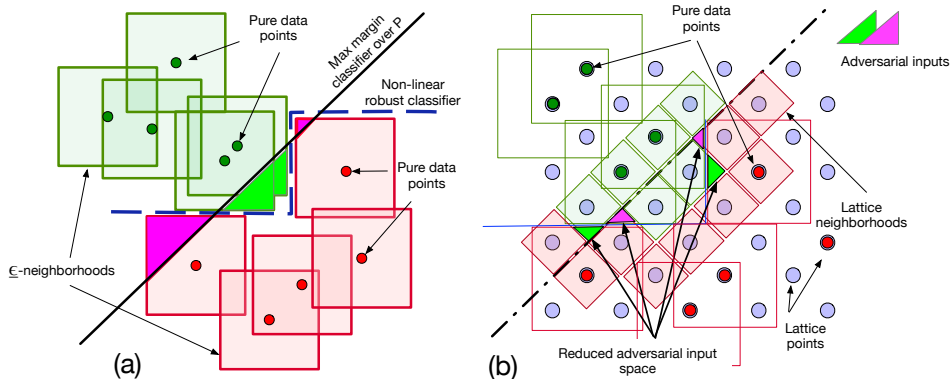 Pure data
points
Max margin
classifier over P
Non-linear
robust classifier
Pure data
points
ϵ-neighborhoods
(a)
Pure data
points
Adversarial inputs
Lattice
neighborhoods
Lattice
points
Reduced adversarial input
space
(b)